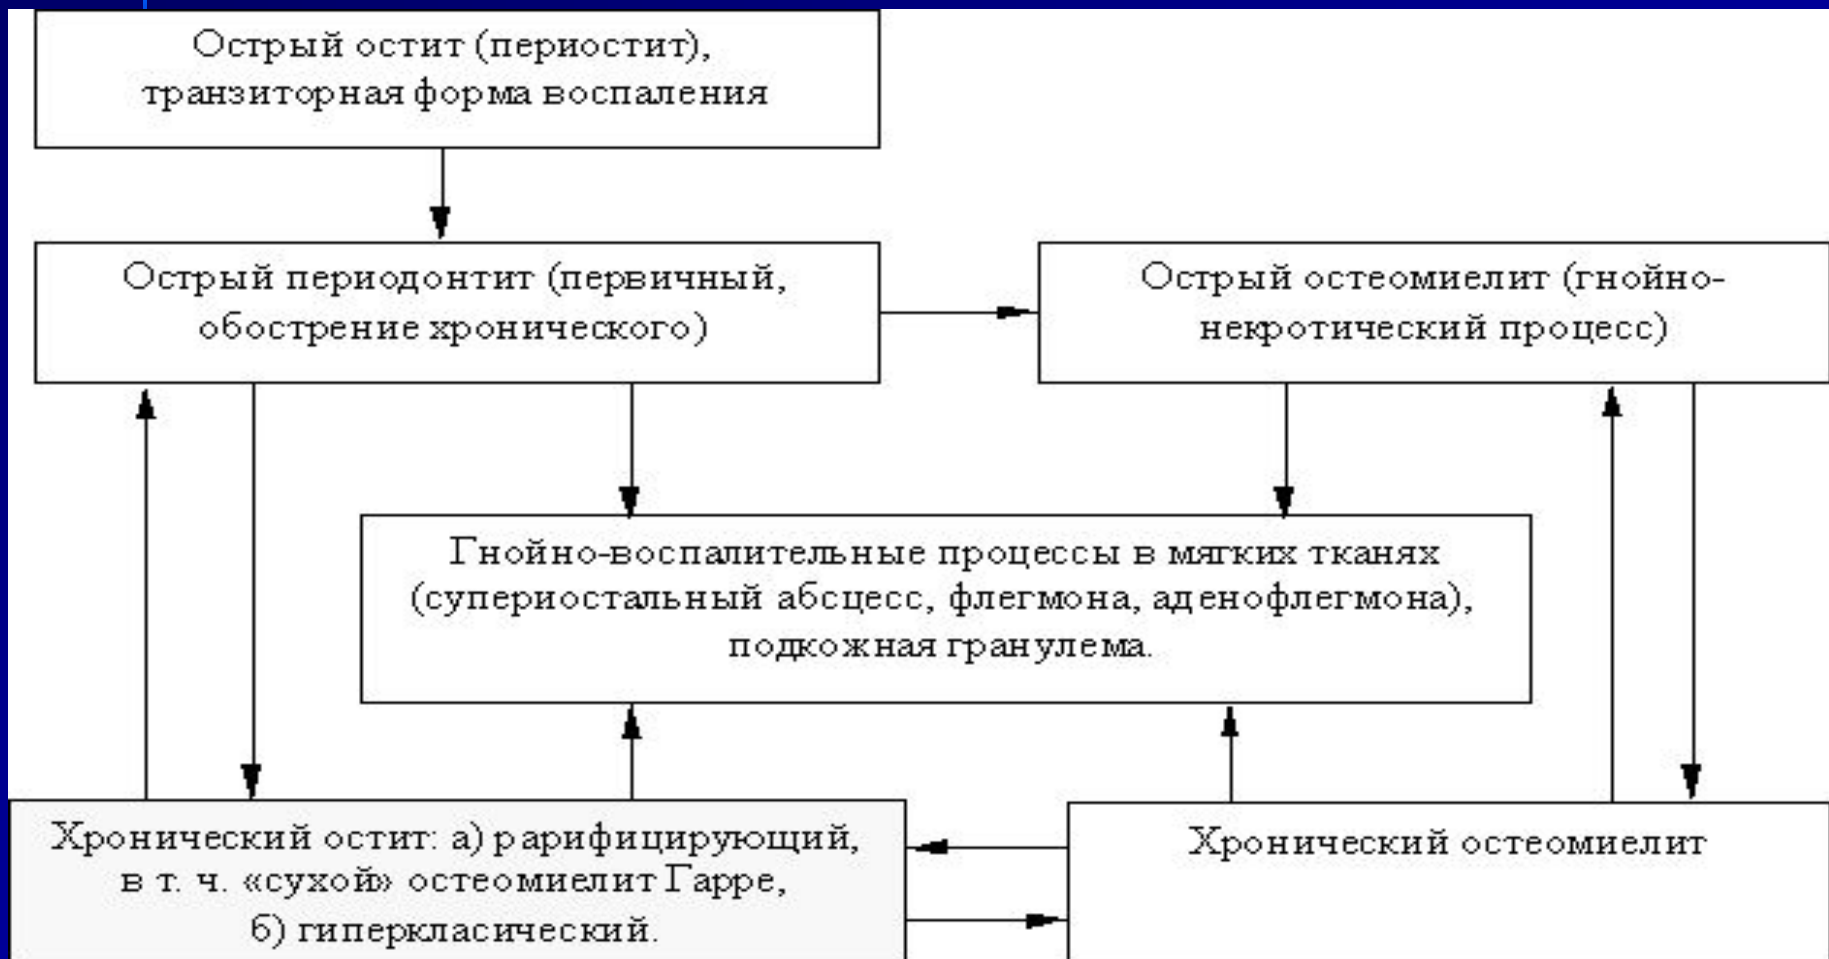 Острый остит (периостит),
транзиторная форма воспаления
Острый периодонтит (первичный,
обострение хронического)
Острый остеомиелит (гнойно-
некротический процесс)
Гнойно-воспалительные процессы в мягких тканях
(супериостальный абсцесс, флегмона, аденофлегмона),
подкожная гранулема.
Хронический остит: а) рарифицирующий,
в т. ч. «сухой» остеомиелит Гарре,
б) гиперкласический.
Хронический остеомиелит